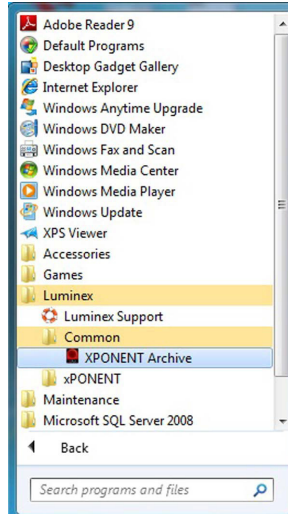 Adobe Reader 9
Default Programs
Desktop Gadget Gallery
Internet Explorer
Windows Anytime Upgrade
Windows DVD Maker
Windows Fax and Scan
Windows Media Center
Windows Media Player
Windows Update
XPS Viewer
Accessories
Games
Luminex
Luminex Support
Common
XPONENT Archive
xPONENT
Maintenance
Microsoft SQL Server 2008
Back
Search programs and files